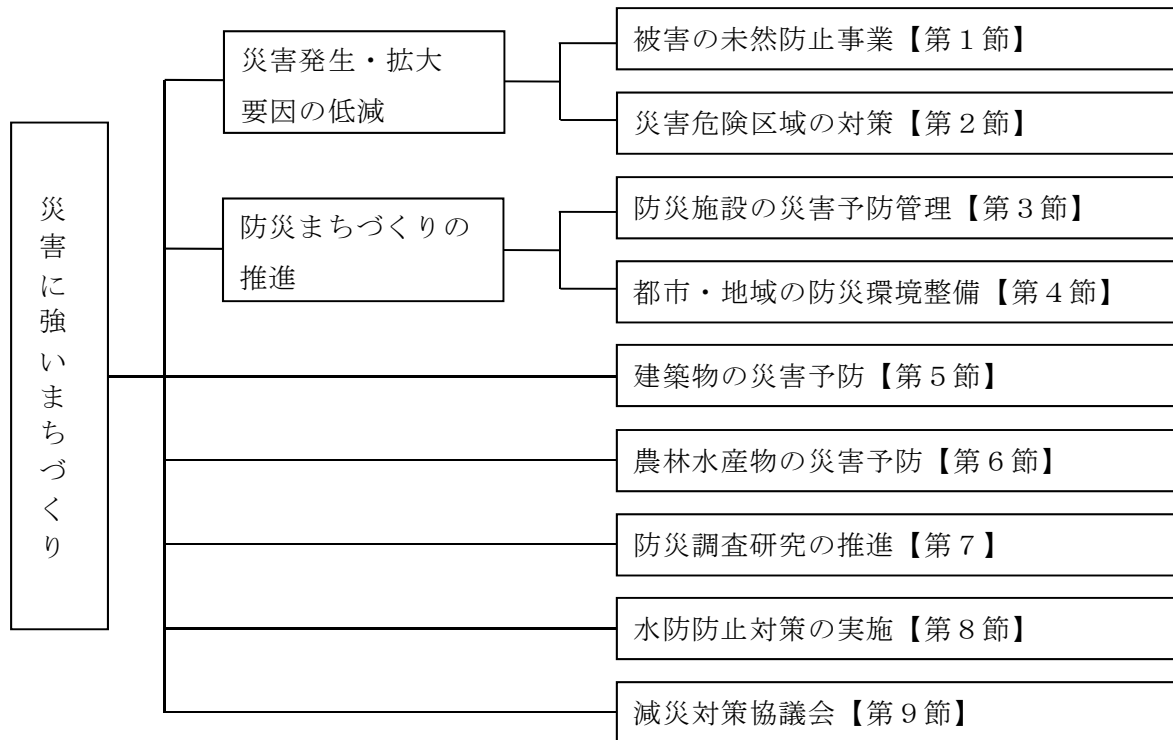 災害に強いまちづくり
災害発生・拡大
要因の低減
被害の未然防止事業【第１節】
災害危険区域の対策【第２節】
防災まちづくりの
推進
防災施設の災害予防管理【第３節】
都市・地域の防災環境整備【第４節】
建築物の災害予防【第５節】
農林水産物の災害予防【第６節】
防災調査研究の推進【第７】
水防防止対策の実施【第８節】
減災対策協議会【第９節】